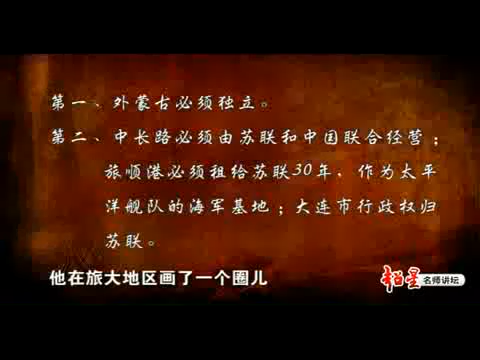 第一、外蒙古必须独立。
第二、中长路必须由苏联和中国联合经营；
旅顺港必须租给苏联30年，作为太平
洋舰队的海军基地；大连市行政权归
苏联。
他在旅大地区画了一个圈儿
名师讲坛